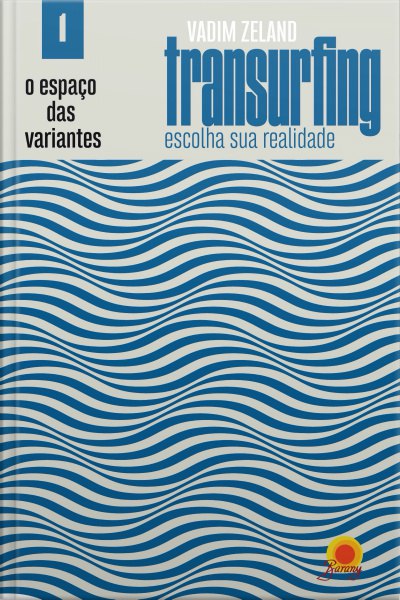 1
o espaço
das
variantes
VADIM ZELAND
transurfing
escolha sua realidade
Barany